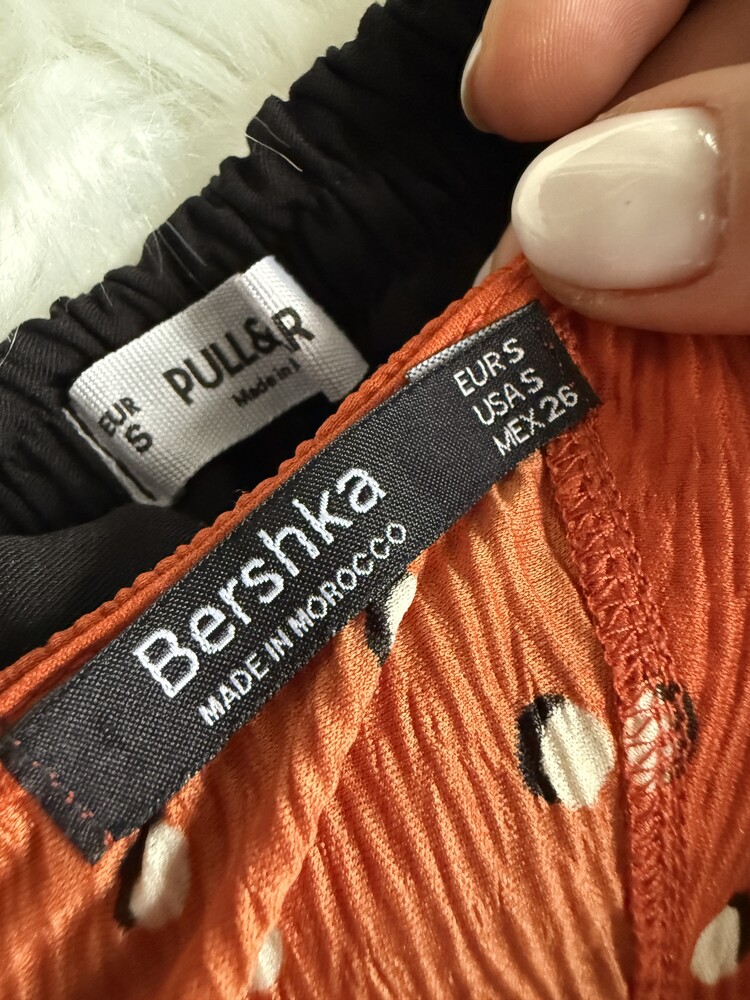 PULL&
Made in
EUR
S
EUR S
USA S
MEX 26
Bershka
MADE IN MOROCCO